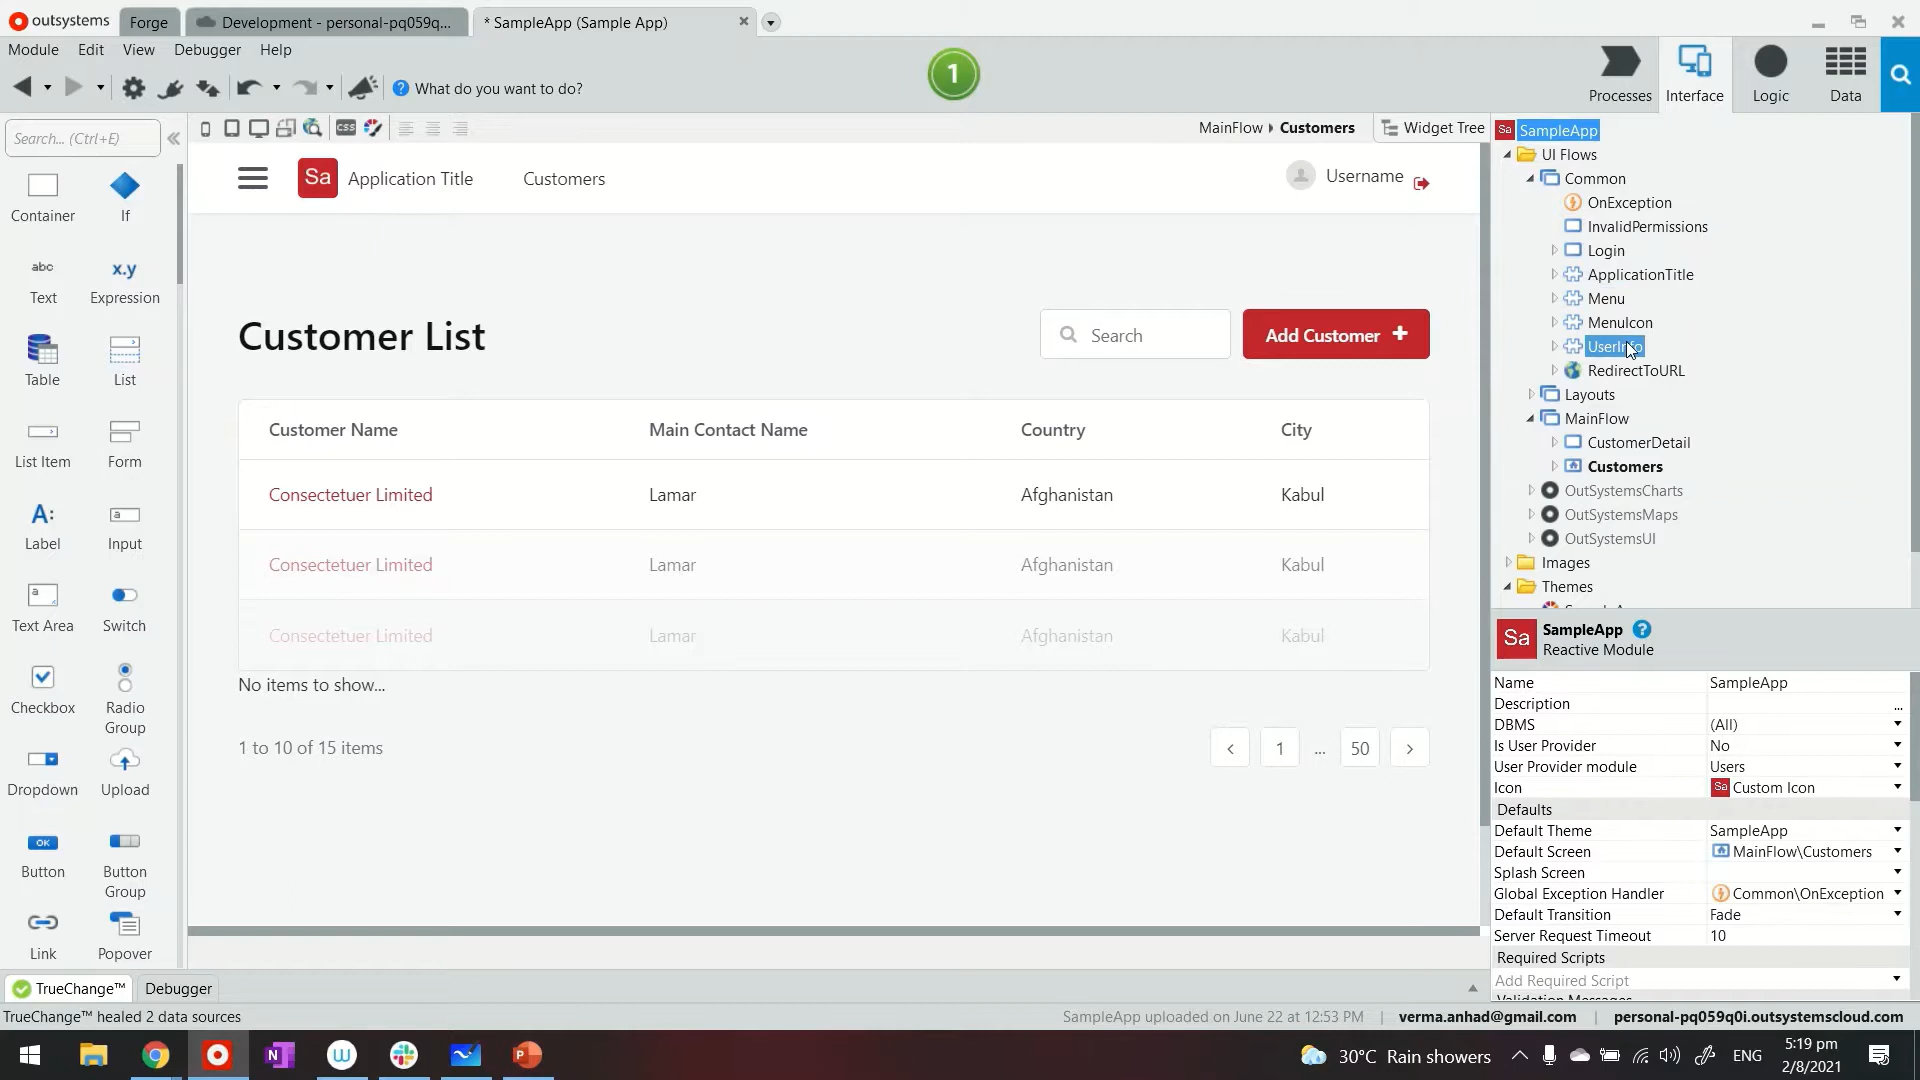 outsystems
Forge
Development - personal-pq059q...
* SampleApp (Sample App)
Module Edit View Debugger Help
What do you want to do?
1
Processes
Interface
Logic
Data
Search... (Ctrl+E)
MainFlow Customers
Widget Tree
Container
If
abc
Text
x.y
Expression
Table
List
List Item
Form
A:
Label
a
Input
a
Text Area
Switch
Checkbox
Radio
Group
Dropdown
Upload
OK
Button
Button
Group
Link
Popover
CSS
Sa Application Title
Customers
Username
Customer List
Search
Add Customer +
Customer Name Main Contact Name Country City
Consectetuer Limited Lamar Afghanistan Kabul
Consectetuer Limited Lamar Afghanistan Kabul
Consectetuer Limited Lamar Afghanistan Kabul
No items to show...
1 to 10 of 15 items
< 1 ... 50 >
Sa SampleApp
UI Flows
Common
OnException
InvalidPermissions
Login
ApplicationTitle
Menu
MenuIcon
UserInfo
RedirectToURL
Layouts
MainFlow
CustomerDetail
Customers
OutSystemsCharts
OutSystemsMaps
OutSystemsUI
Images
Themes
Sa
SampleApp ?
Reactive Module
Name SampleApp
Description ...
DBMS (All)
Is User Provider No
User Provider module Users
Icon Sa Custom Icon
Defaults
Default Theme SampleApp
Default Screen MainFlow\Customers
Splash Screen
Global Exception Handler Common\OnException
Default Transition Fade
Server Request Timeout 10
Required Scripts
Add Required Script
Validation Messages
TrueChange™
Debugger
TrueChange™ healed 2 data sources
SampleApp uploaded on June 22 at 12:53 PM | verma.anhad@gmail.com | personal-pq059q0i.outsystemscloud.com
30°C Rain showers
ENG
5:19 pm
2/8/2021